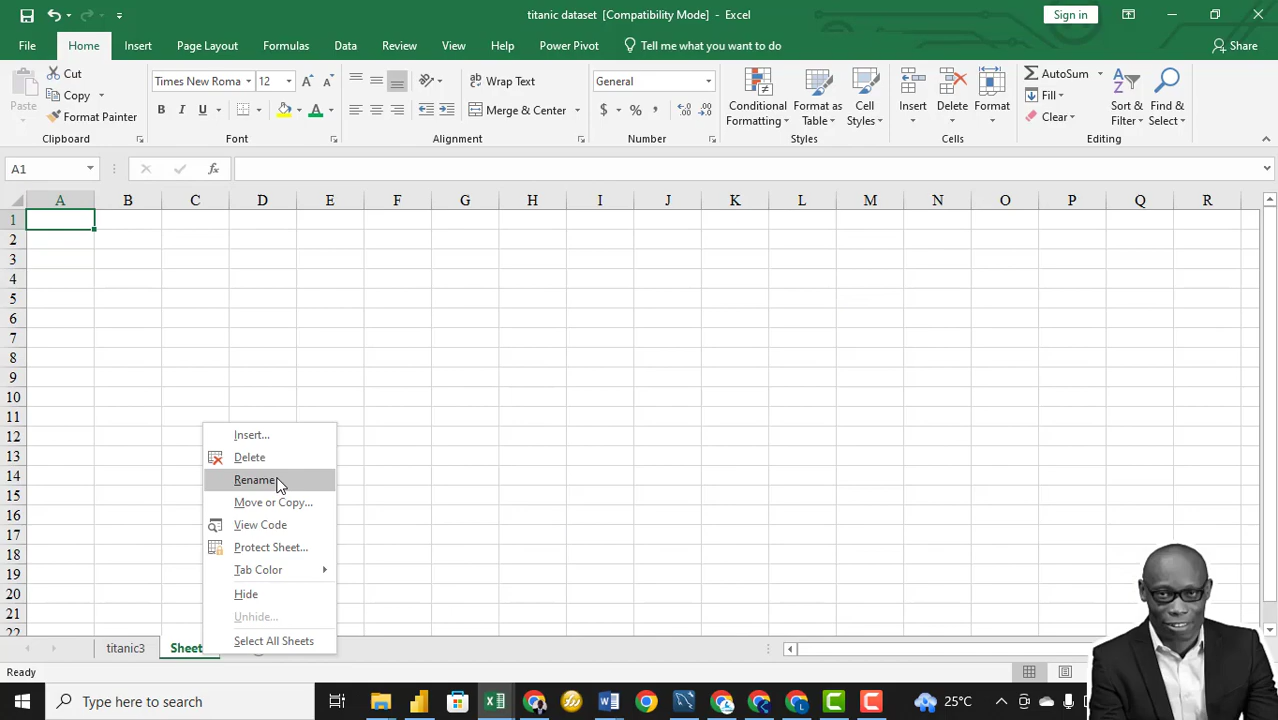 titanic dataset [Compatibility Mode] - Excel
Sign in
File Home Insert Page Layout Formulas Data Review View Help Power Pivot Tell me what you want to do Share
Paste
Cut
Copy
Format Painter
Clipboard
Times New Roma 12
B I U A
Font
Wrap Text
Merge & Center
Alignment
General
$ % ,
Number
Conditional Formatting
Format as Table
Cell Styles
Styles
Insert
Delete
Format
Cells
AutoSum
Fill
Clear
Sort & Filter
Find & Select
Editing
A1
fx
A B C D E F G H I J K L M N O P Q R
1
2
3
4
5
6
7
8
9
10
11
12
13
14
15
16
17
18
19
20
21
22
Insert...
Delete
Rename
Move or Copy...
View Code
Protect Sheet...
Tab Color
Hide
Unhide...
Select All Sheets
titanic3 Sheet
Ready
Type here to search
25°C